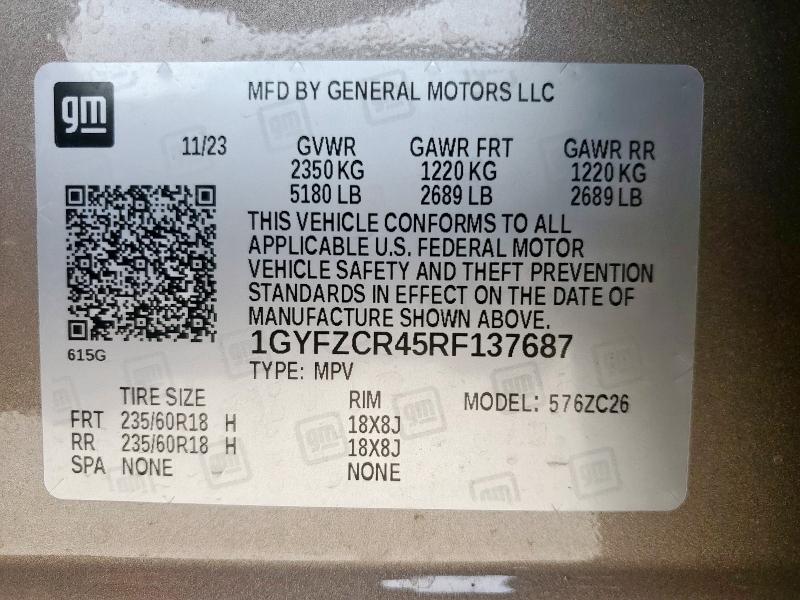 gm
MFD BY GENERAL MOTORS LLC
11/23 GVWR GAWR FRT GAWR RR
2350 KG 1220 KG 1220 KG
5180 LB 2689 LB 2689 LB
THIS VEHICLE CONFORMS TO ALL
APPLICABLE U.S. FEDERAL MOTOR
VEHICLE SAFETY AND THEFT PREVENTION
STANDARDS IN EFFECT ON THE DATE OF
MANUFACTURE SHOWN ABOVE.
1GYFZCR45RF137687
615G
TYPE: MPV
TIRE SIZE RIM MODEL: 576ZC26
FRT 235/60R18 H 18X8J
RR 235/60R18 H 18X8J
SPA NONE NONE